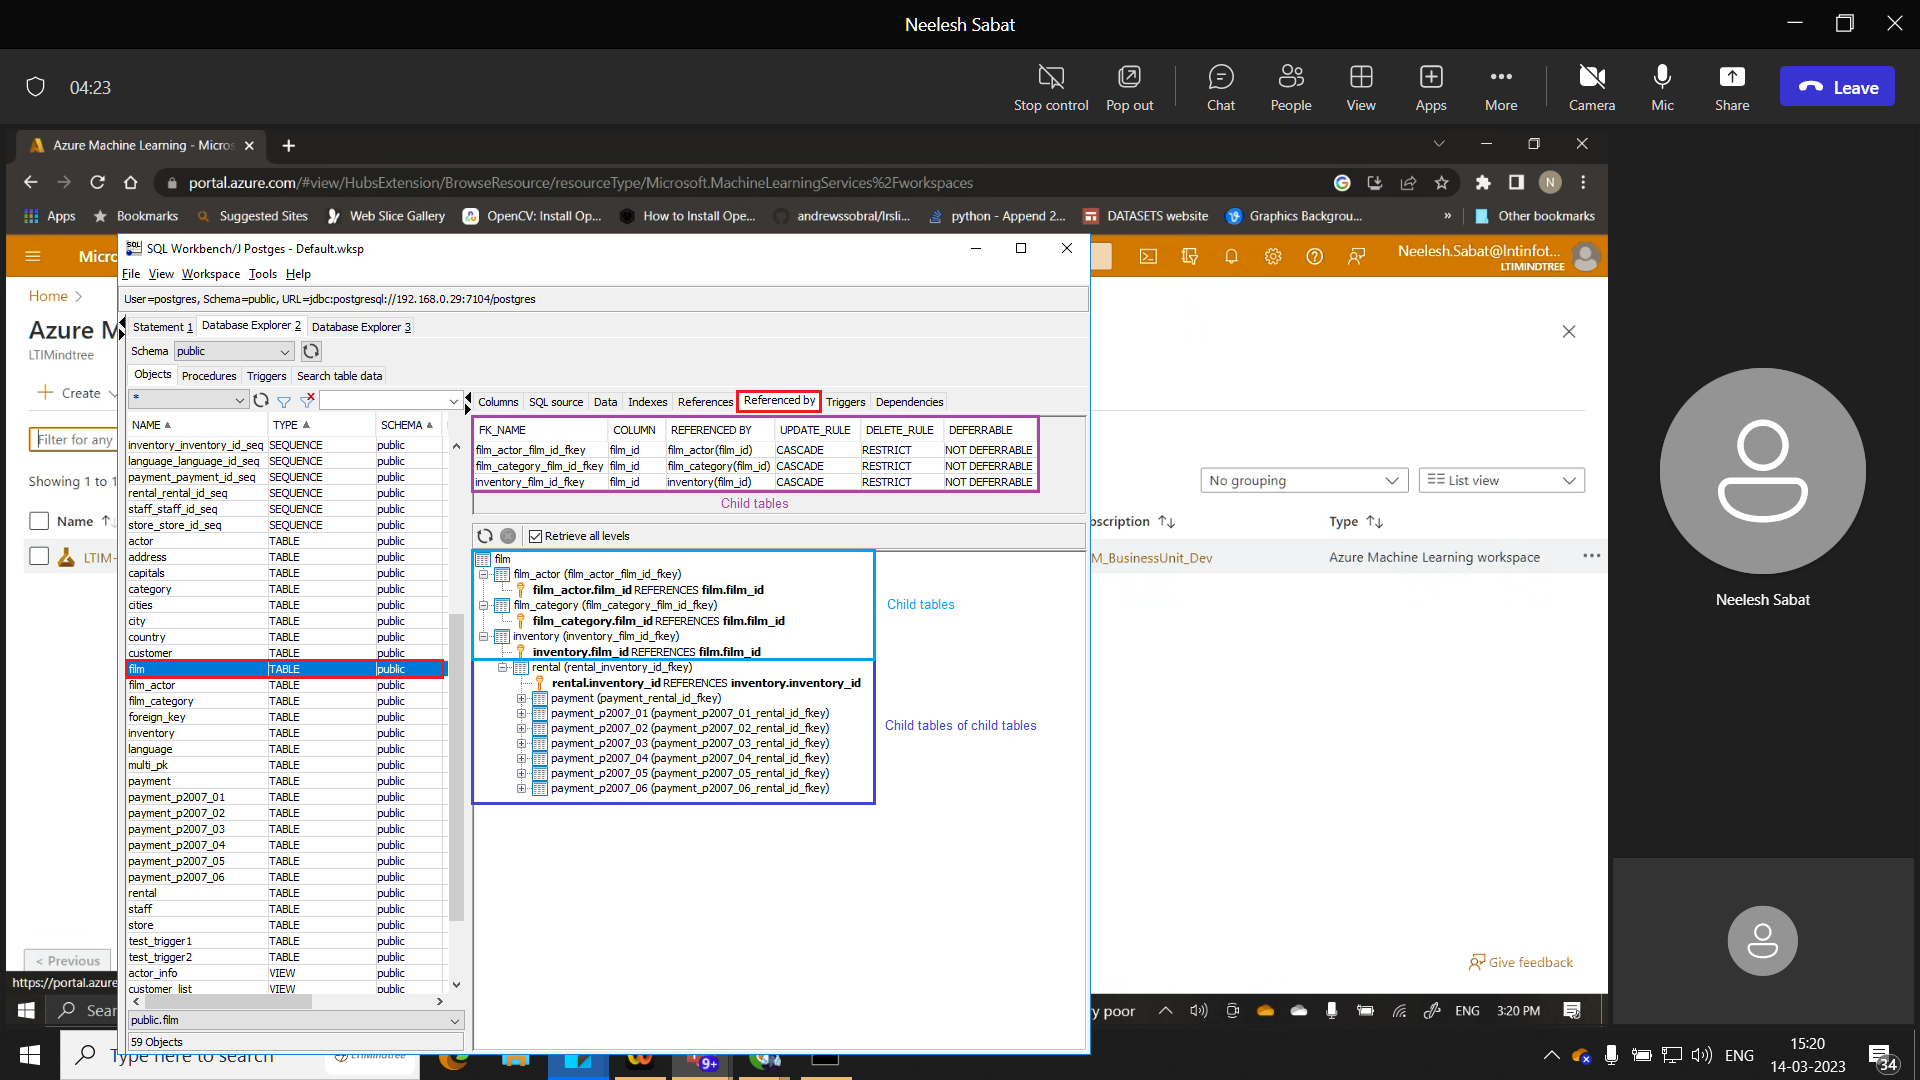 Neelesh Sabat
04:23
Stop control
Pop out
Chat
People
View
Apps
More
Camera
Mic
Share
Leave
Azure Machine Learning - Micros
portal.azure.com/#view/HubsExtension/BrowseResource/resourceType/Microsoft.MachineLearningServices%2Fworkspaces
N
Apps
Bookmarks
Suggested Sites
Web Slice Gallery
OpenCV: Install Op...
How to Install Ope...
andrewssobral/lrsli...
python - Append 2...
DATASETS website
Graphics Backgrou...
»
Other bookmarks
Micro
Neelesh.Sabat@lntinfot...
LTIMINDTREE
Home
Azure M
LTIMindtree
Create
Filter for any
Showing 1 to 1
Name
LTIM-
SQL Workbench/J Postges - Default.wksp
File View Workspace Tools Help
User=postgres, Schema=public, URL=jdbc:postgresql://192.168.0.29:7104/postgres
Statement 1 Database Explorer 2 Database Explorer 3
Schema public
Objects Procedures Triggers Search table data
*
NAME TYPE SCHEMA
inventory_inventory_id_seq SEQUENCE public
language_language_id_seq SEQUENCE public
payment_payment_id_seq SEQUENCE public
rental_rental_id_seq SEQUENCE public
staff_staff_id_seq SEQUENCE public
store_store_id_seq SEQUENCE public
actor TABLE public
address TABLE public
capitals TABLE public
category TABLE public
cities TABLE public
city TABLE public
country TABLE public
customer TABLE public
film TABLE public
film_actor TABLE public
film_category TABLE public
foreign_key TABLE public
inventory TABLE public
language TABLE public
multi_pk TABLE public
payment TABLE public
payment_p2007_01 TABLE public
payment_p2007_02 TABLE public
payment_p2007_03 TABLE public
payment_p2007_04 TABLE public
payment_p2007_05 TABLE public
payment_p2007_06 TABLE public
rental TABLE public
staff TABLE public
store TABLE public
test_trigger1 TABLE public
test_trigger2 TABLE public
actor_info VIEW public
customer_list VIEW public
public.film
59 Objects
Columns SQL source Data Indexes References Referenced by Triggers Dependencies
FK_NAME COLUMN REFERENCED BY UPDATE_RULE DELETE_RULE DEFERRABLE
film_actor_film_id_fkey film_id film_actor(film_id) CASCADE RESTRICT NOT DEFERRABLE
film_category_film_id_fkey film_id film_category(film_id) CASCADE RESTRICT NOT DEFERRABLE
inventory_film_id_fkey film_id inventory(film_id) CASCADE RESTRICT NOT DEFERRABLE
Child tables
Retrieve all levels
film
film_actor (film_actor_film_id_fkey)
film_actor.film_id REFERENCES film.film_id
film_category (film_category_film_id_fkey)
film_category.film_id REFERENCES film.film_id
inventory (inventory_film_id_fkey)
inventory.film_id REFERENCES film.film_id
Child tables
rental (rental_inventory_id_fkey)
rental.inventory_id REFERENCES inventory.inventory_id
payment (payment_rental_id_fkey)
payment_p2007_01 (payment_p2007_01_rental_id_fkey)
payment_p2007_02 (payment_p2007_02_rental_id_fkey)
payment_p2007_03 (payment_p2007_03_rental_id_fkey)
payment_p2007_04 (payment_p2007_04_rental_id_fkey)
payment_p2007_05 (payment_p2007_05_rental_id_fkey)
payment_p2007_06 (payment_p2007_06_rental_id_fkey)
Child tables of child tables
No grouping
List view
scription
Type
M_BusinessUnit_Dev
Azure Machine Learning workspace
Neelesh Sabat
< Previous
Give feedback
https://portal.azure
Sear
y poor
ENG
3:20 PM
Type here to search
LTIMindtree
9+
ENG
15:20
14-03-2023
34